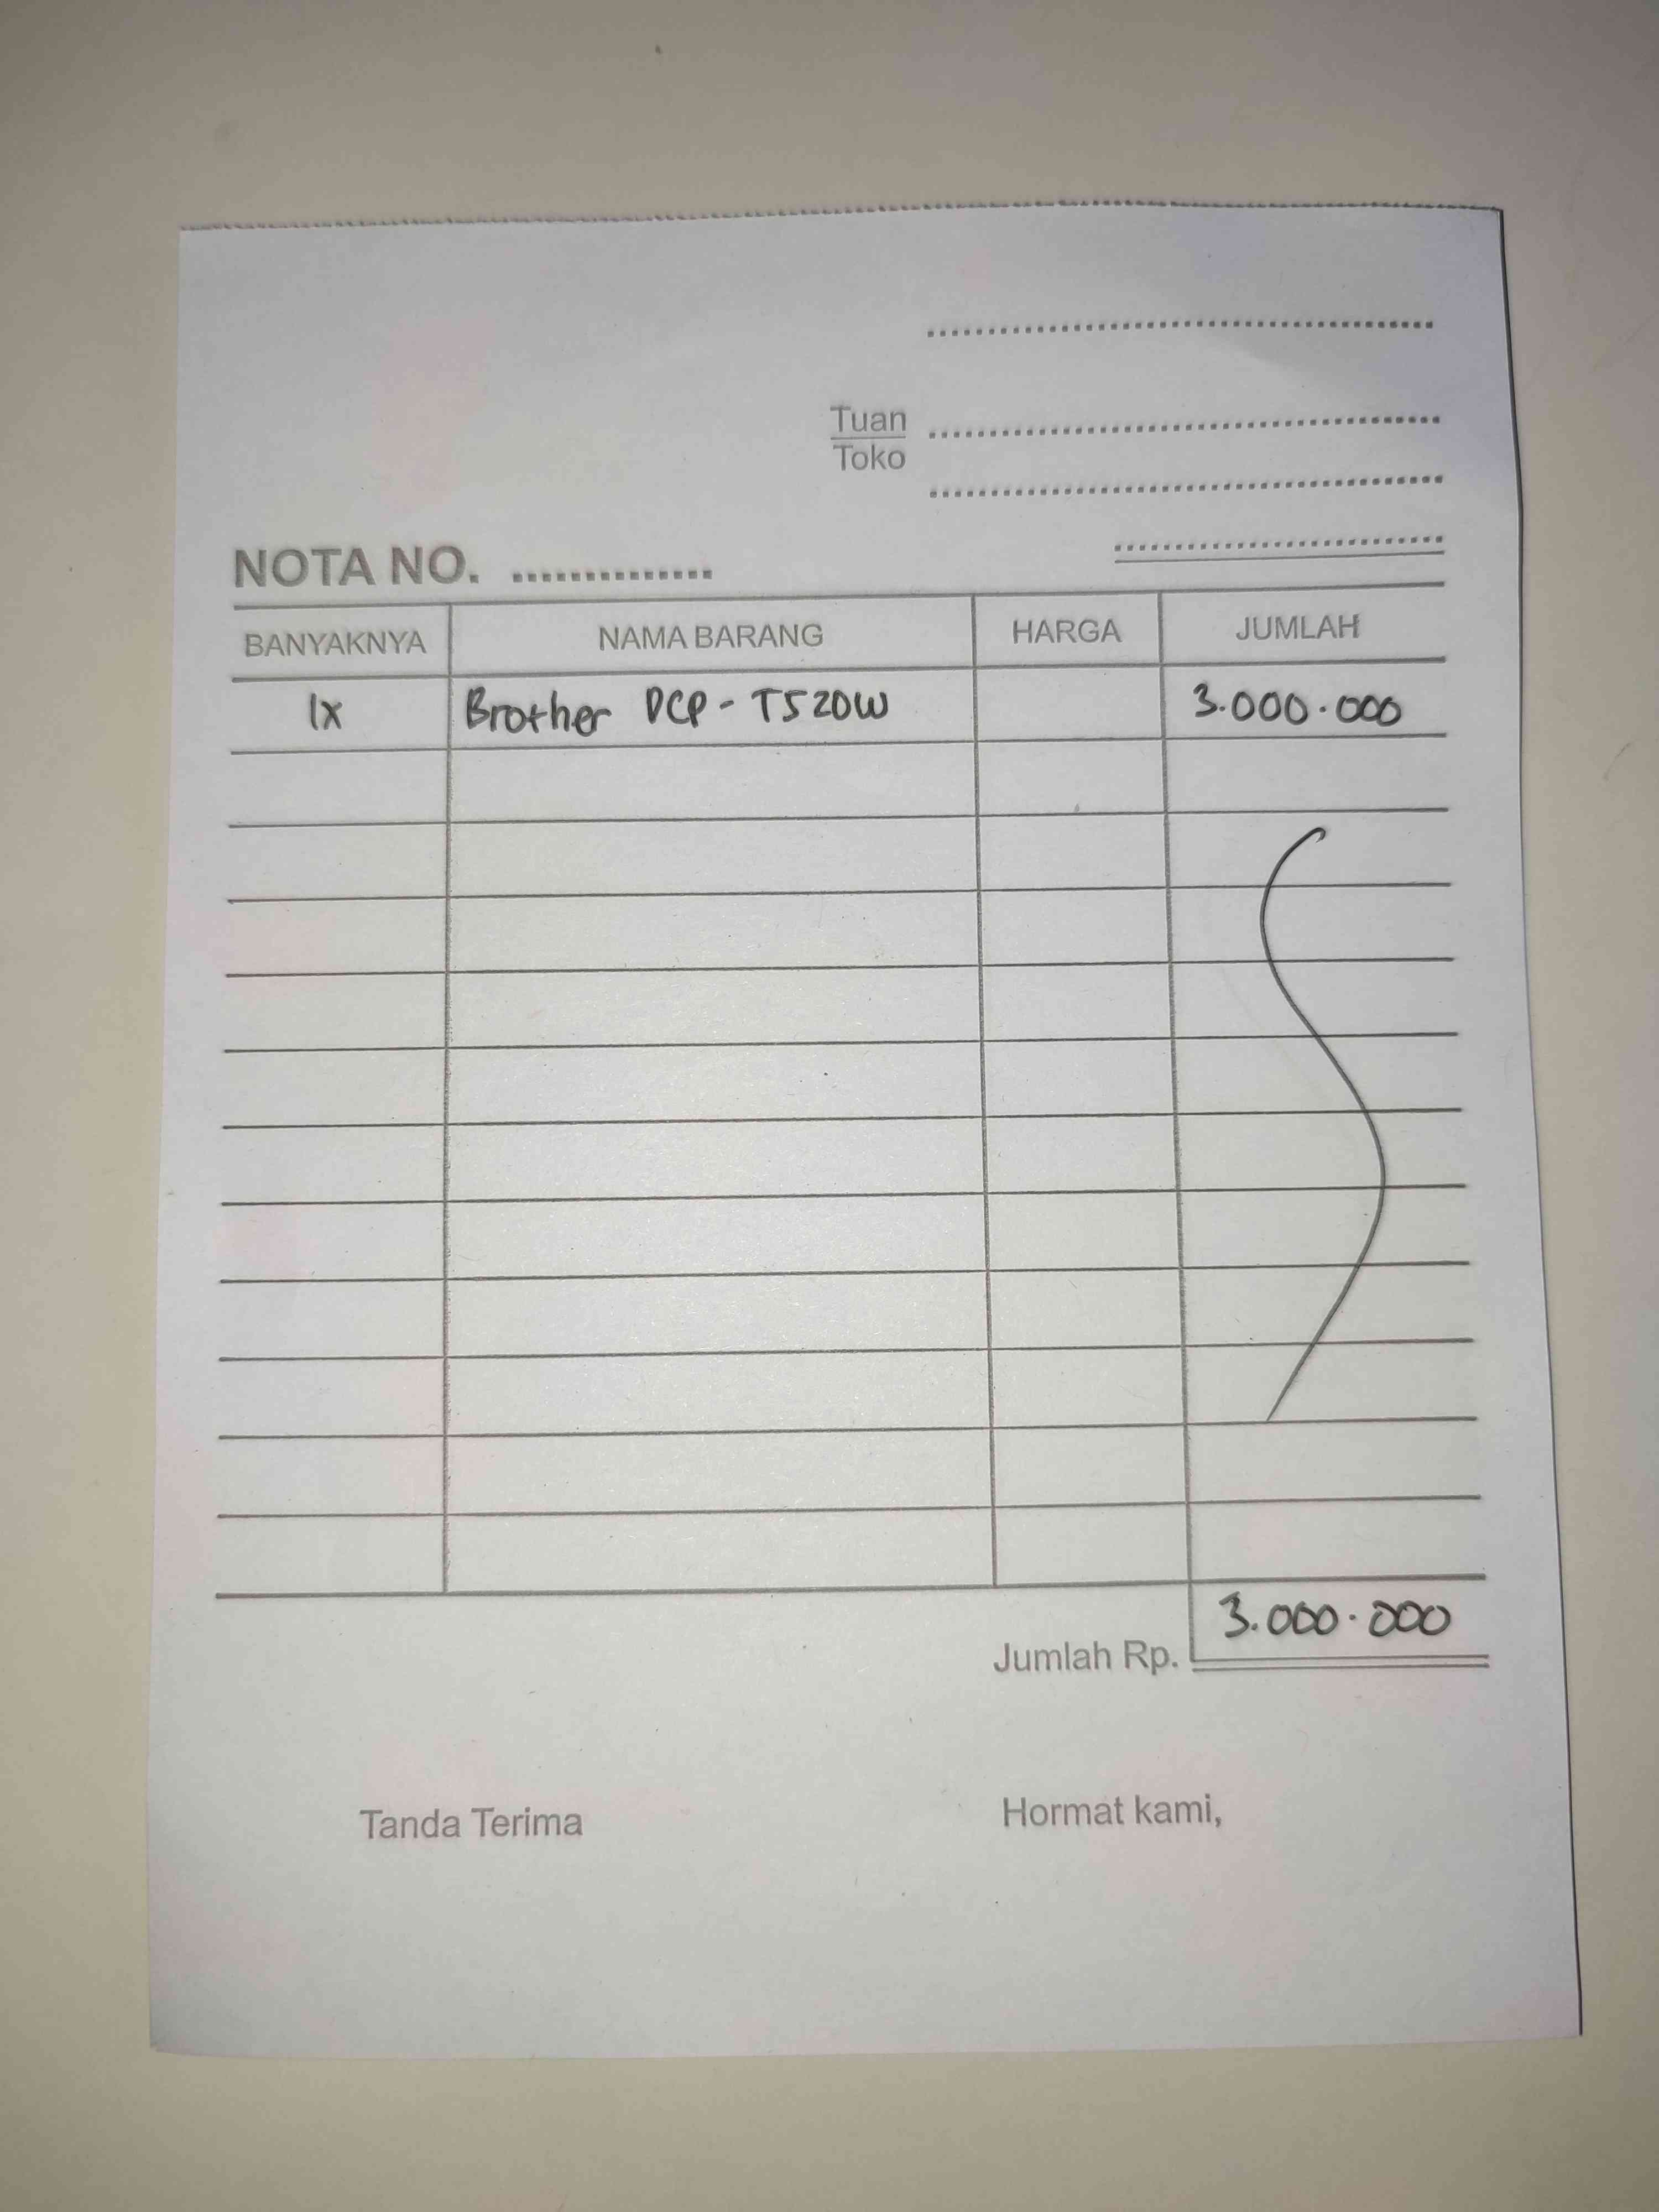 Tuan
Toko
NOTA NO. ..............
BANYAKNYA NAMA BARANG HARGA JUMLAH
1x Brother DCP - T520W 3.000.000
Jumlah Rp. 3.000.000
Tanda Terima Hormat kami,